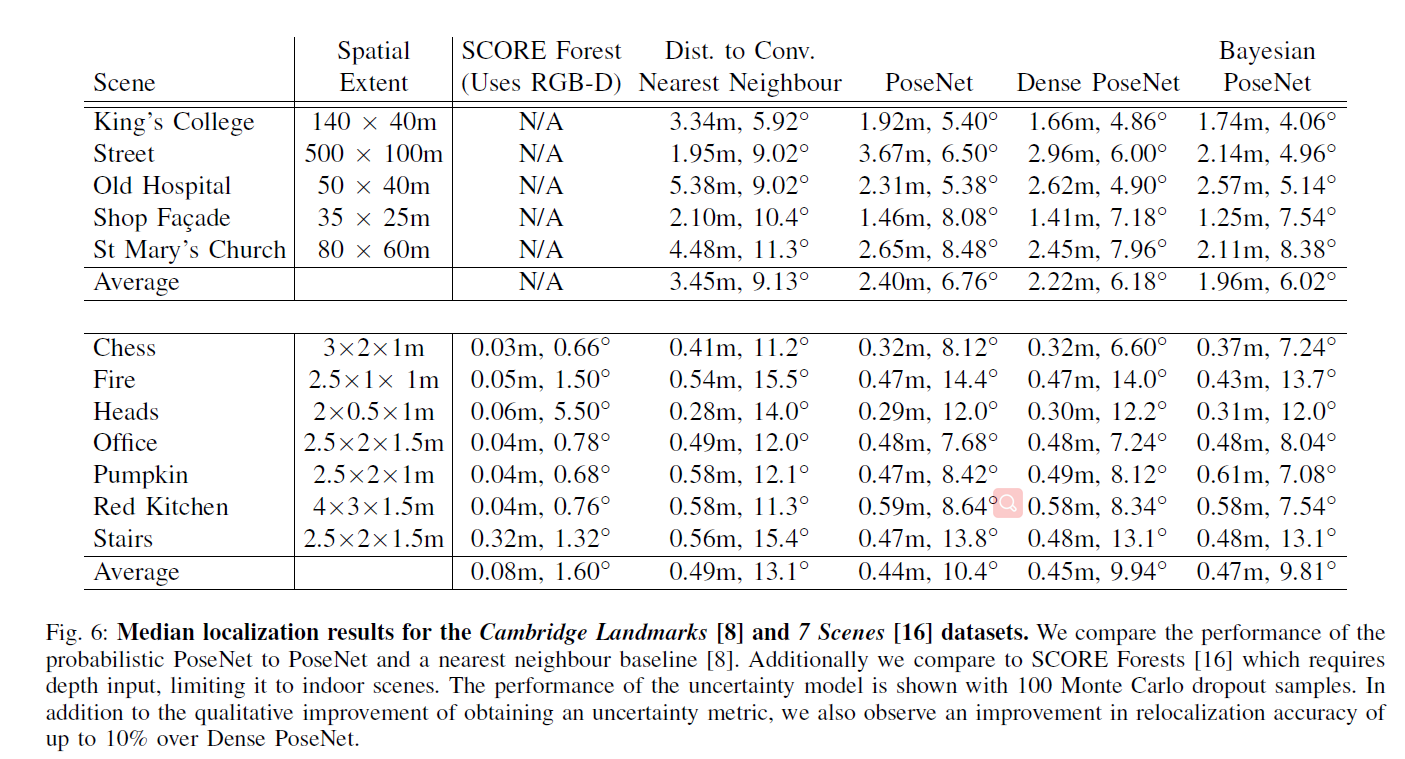 Scene Spatial Extent SCORE Forest (Uses RGB-D) Dist. to Conv. Nearest Neighbour PoseNet Dense PoseNet Bayesian PoseNet
King's College 140 × 40m N/A 3.34m, 5.92° 1.92m, 5.40° 1.66m, 4.86° 1.74m, 4.06°
Street 500 × 100m N/A 1.95m, 9.02° 3.67m, 6.50° 2.96m, 6.00° 2.14m, 4.96°
Old Hospital 50 × 40m N/A 5.38m, 9.02° 2.31m, 5.38° 2.62m, 4.90° 2.57m, 5.14°
Shop Façade 35 × 25m N/A 2.10m, 10.4° 1.46m, 8.08° 1.41m, 7.18° 1.25m, 7.54°
St Mary's Church 80 × 60m N/A 4.48m, 11.3° 2.65m, 8.48° 2.45m, 7.96° 2.11m, 8.38°
Average N/A 3.45m, 9.13° 2.40m, 6.76° 2.22m, 6.18° 1.96m, 6.02°
Chess 3×2×1m 0.03m, 0.66° 0.41m, 11.2° 0.32m, 8.12° 0.32m, 6.60° 0.37m, 7.24°
Fire 2.5×1× 1m 0.05m, 1.50° 0.54m, 15.5° 0.47m, 14.4° 0.47m, 14.0° 0.43m, 13.7°
Heads 2×0.5×1m 0.06m, 5.50° 0.28m, 14.0° 0.29m, 12.0° 0.30m, 12.2° 0.31m, 12.0°
Office 2.5×2×1.5m 0.04m, 0.78° 0.49m, 12.0° 0.48m, 7.68° 0.48m, 7.24° 0.48m, 8.04°
Pumpkin 2.5×2×1m 0.04m, 0.68° 0.58m, 12.1° 0.47m, 8.42° 0.49m, 8.12° 0.61m, 7.08°
Red Kitchen 4×3×1.5m 0.04m, 0.76° 0.58m, 11.3° 0.59m, 8.64° 0.58m, 8.34° 0.58m, 7.54°
Stairs 2.5×2×1.5m 0.32m, 1.32° 0.56m, 15.4° 0.47m, 13.8° 0.48m, 13.1° 0.48m, 13.1°
Average 0.08m, 1.60° 0.49m, 13.1° 0.44m, 10.4° 0.45m, 9.94° 0.47m, 9.81°
Fig. 6: Median localization results for the Cambridge Landmarks [8] and 7 Scenes [16] datasets. We compare the performance of the
probabilistic PoseNet to PoseNet and a nearest neighbour baseline [8]. Additionally we compare to SCORE Forests [16] which requires
depth input, limiting it to indoor scenes. The performance of the uncertainty model is shown with 100 Monte Carlo dropout samples. In
addition to the qualitative improvement of obtaining an uncertainty metric, we also observe an improvement in relocalization accuracy of
up to 10% over Dense PoseNet.